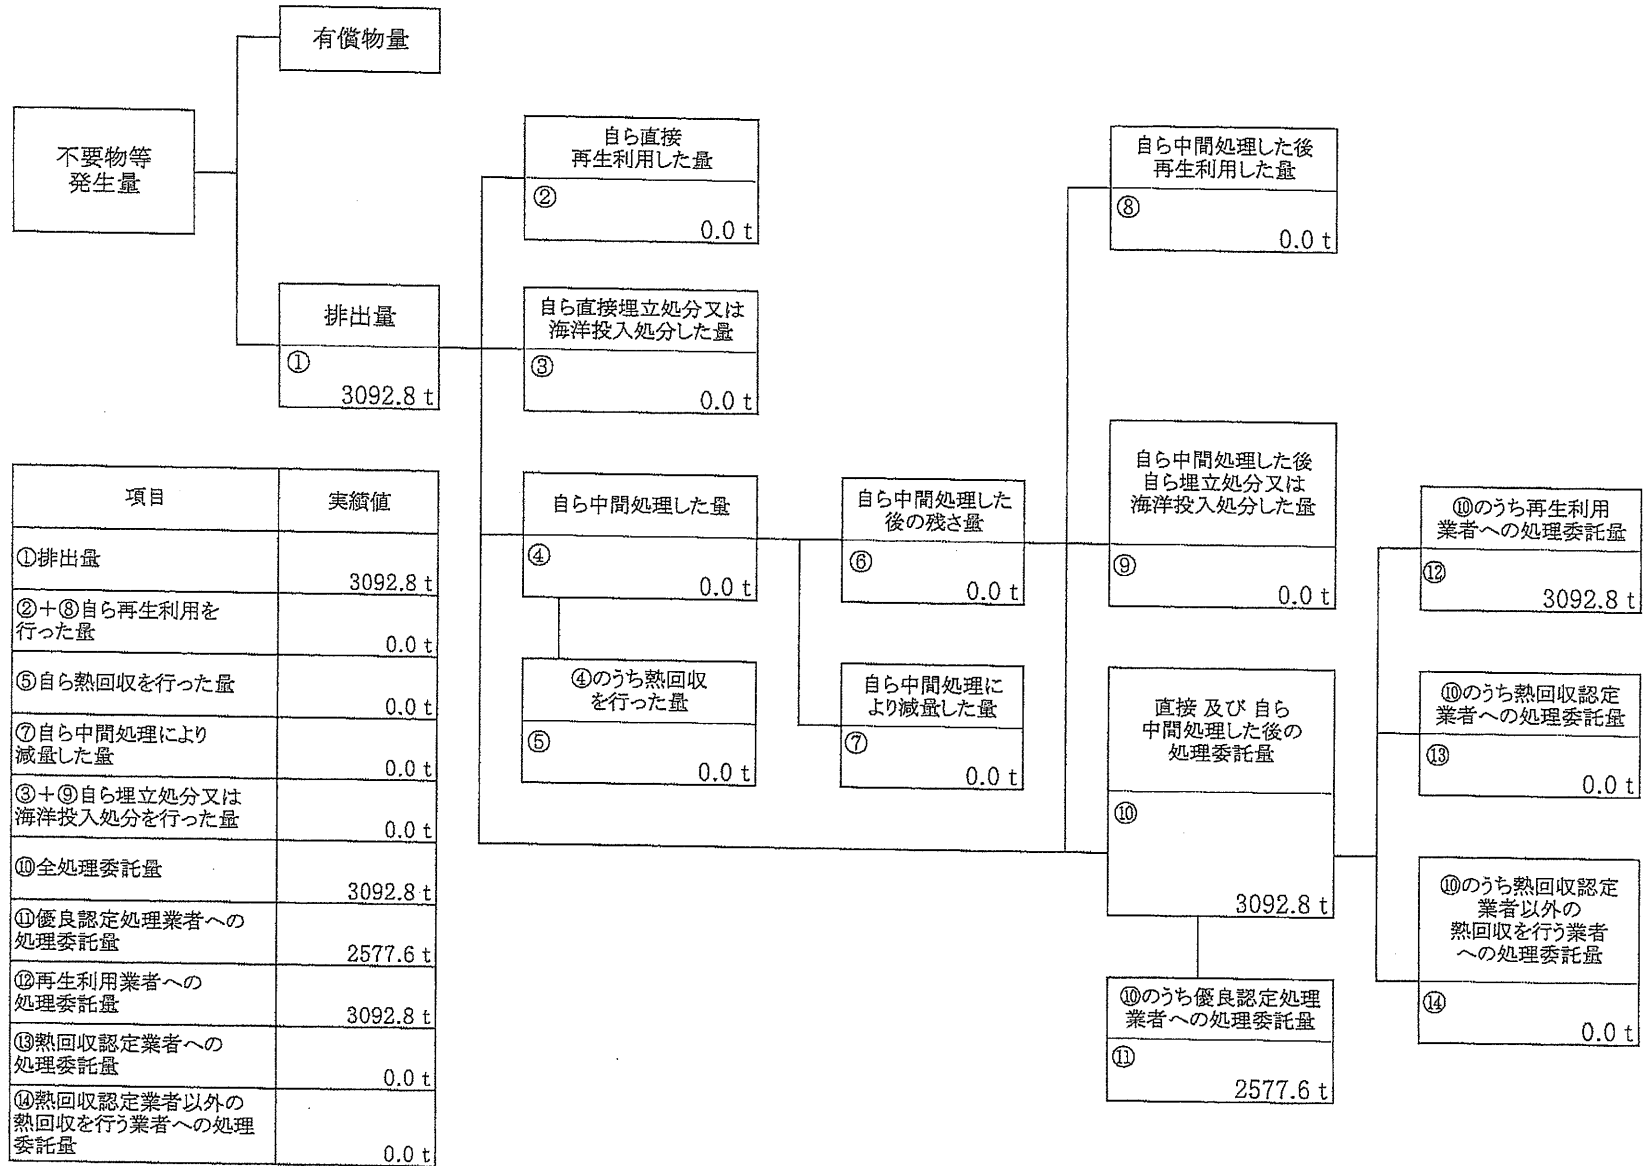 有償物量
不要物等
発生量
排出量
①
3092.8 t
自ら直接
再生利用した量
②
0.0 t
自ら直接埋立処分又は
海洋投入処分した量
③
0.0 t
自ら中間処理した量
④
0.0 t
④のうち熱回収
を行った量
⑤
0.0 t
自ら中間処理した
後の残さ量
⑥
0.0 t
自ら中間処理に
より減量した量
⑦
0.0 t
自ら中間処理した後
再生利用した量
⑧
0.0 t
自ら中間処理した後
自ら埋立処分又は
海洋投入処分した量
⑨
0.0 t
直接 及び 自ら
中間処理した後の
処理委託量
⑩
3092.8 t
⑩のうち優良認定処理
業者への処理委託量
⑪
2577.6 t
⑩のうち再生利用
業者への処理委託量
⑫
3092.8 t
⑩のうち熱回収認定
業者への処理委託量
⑬
0.0 t
⑩のうち熱回収認定
業者以外の
熱回収を行う業者
への処理委託量
⑭
0.0 t
項目 実績値
①排出量
3092.8 t
②+⑧自ら再生利用を
行った量
0.0 t
⑤自ら熱回収を行った量
0.0 t
⑦自ら中間処理により
減量した量
0.0 t
③+⑨自ら埋立処分又は
海洋投入処分を行った量
0.0 t
⑩全処理委託量
3092.8 t
⑪優良認定処理業者への
処理委託量
2577.6 t
⑫再生利用業者への
処理委託量
3092.8 t
⑬熱回収認定業者への
処理委託量
0.0 t
⑭熱回収認定業者以外の
熱回収を行う業者への処理
委託量
0.0 t